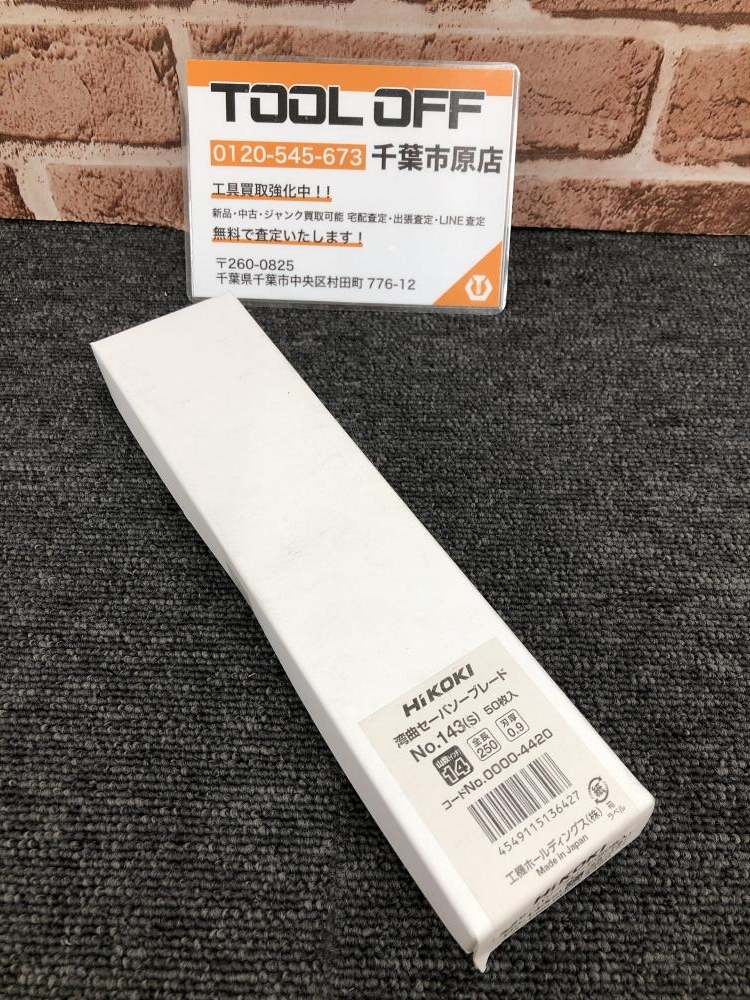 TOOL OFF
0120-545-673 千葉市原店
工具買取強化中！！
新品・中古・ジャンク買取可能 宅配査定・出張査定・LINE査定
無料で査定いたします！
〒260-0825
千葉県千葉市中央区村田町 776-12
HiKOKI
湾曲セーバソーブレード
No.143(S) 50枚入
山数/インチ 14 全長 250 刃厚 0.9
コードNo.0000-4420
4549115136427
紙 箱 ラベル
工機ホールディングス(株)
Made in Japan
HiKOKI